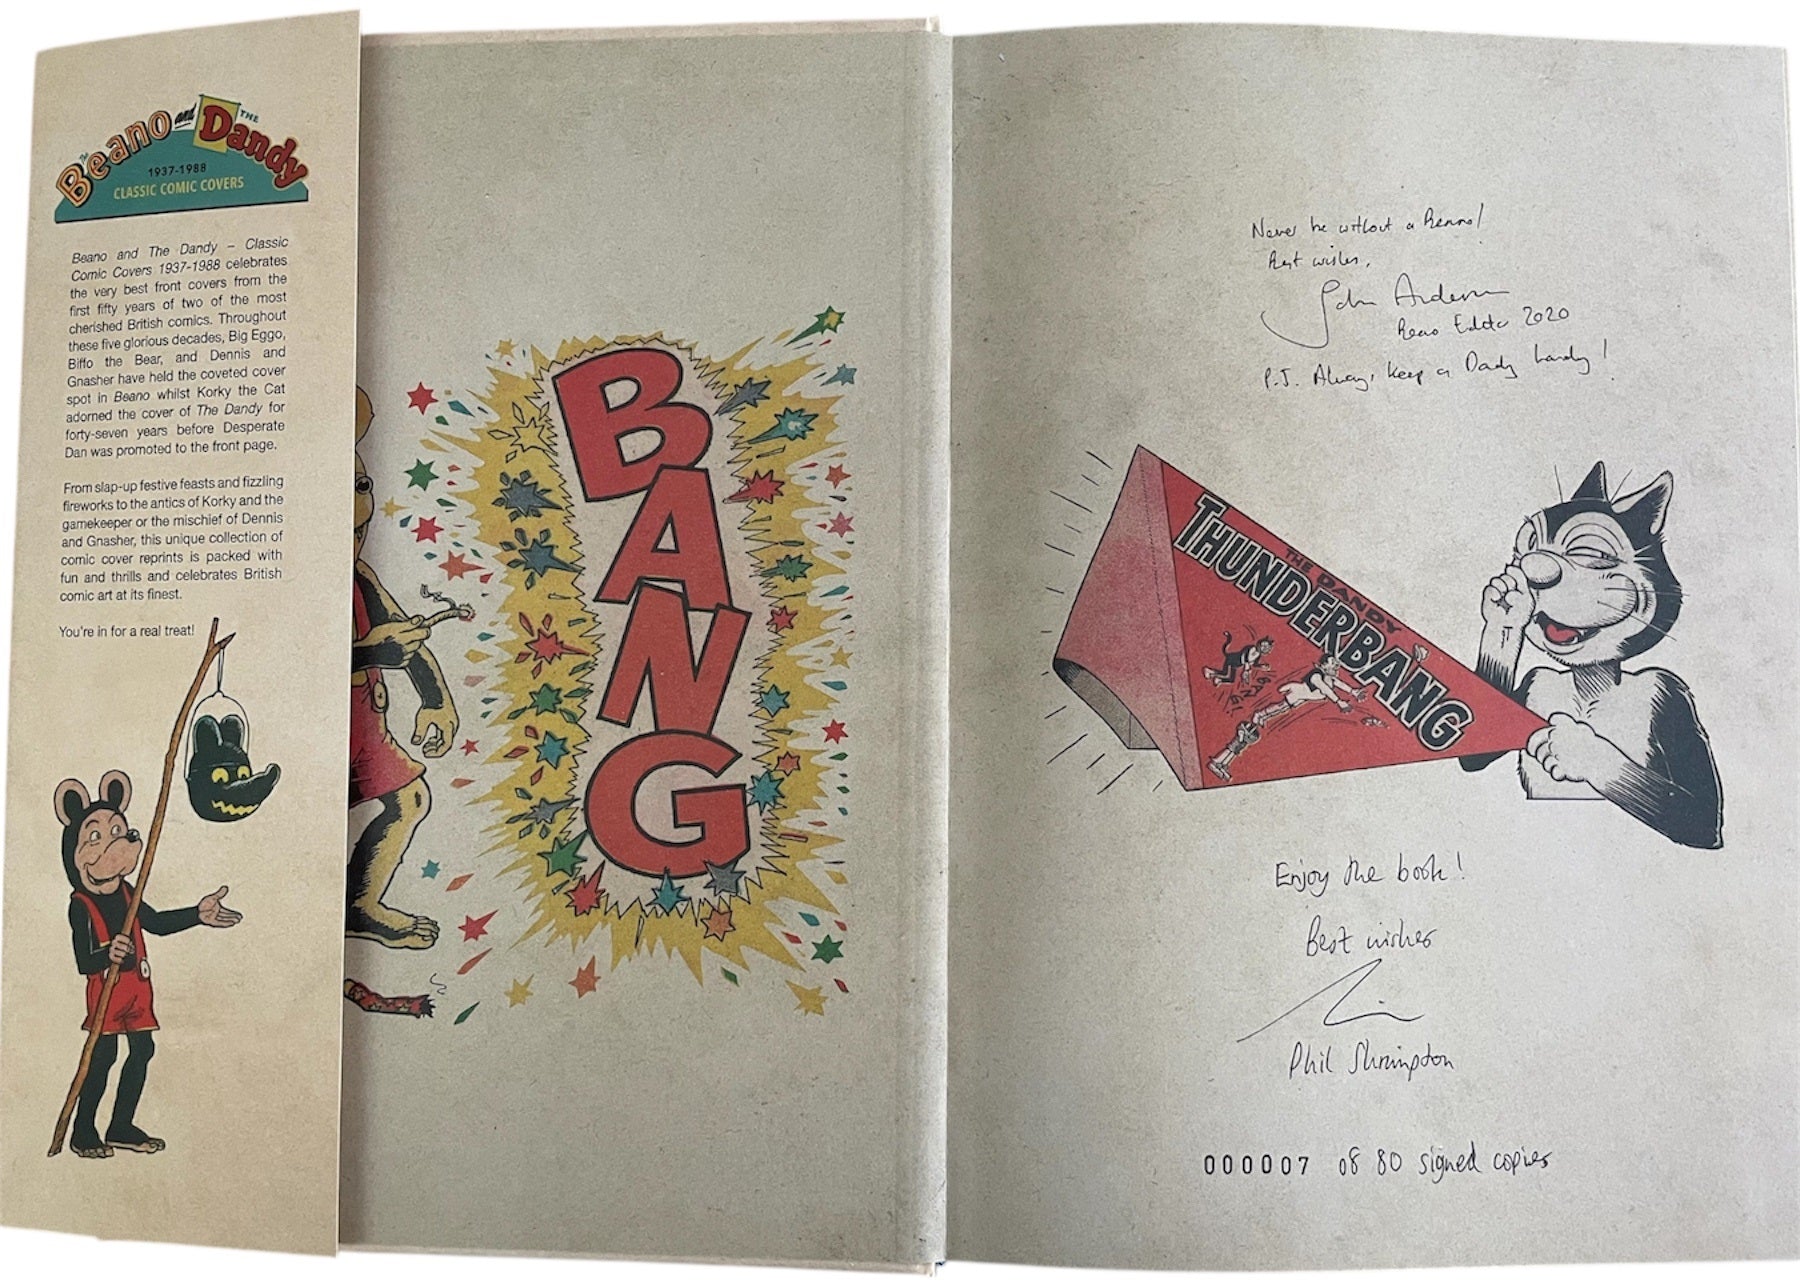 The Beano and THE Dandy
1937-1988
CLASSIC COMIC COVERS
Beano and The Dandy – Classic
Comic Covers 1937-1988 celebrates
the very best front covers from the
first fifty years of two of the most
cherished British comics. Throughout
these five glorious decades, Big Eggo,
Biffo the Bear, and Dennis and
Gnasher have held the coveted cover
spot in Beano whilst Korky the Cat
adorned the cover of The Dandy for
forty-seven years before Desperate
Dan was promoted to the front page.
From slap-up festive feasts and fizzling
fireworks to the antics of Korky and the
gamekeeper or the mischief of Dennis
and Gnasher, this unique collection of
comic cover reprints is packed with
fun and thrills and celebrates British
comic art at its finest.
You're in for a real treat!
BANG
Never be without a Beano!
Best wishes,
John Anderson
Beano Editor 2020
P.S. Always keep a Dandy handy!
THE DANDY
THUNDERBANG
Enjoy the book!
Best wishes
Phil Shrimpton
000007 of 80 signed copies